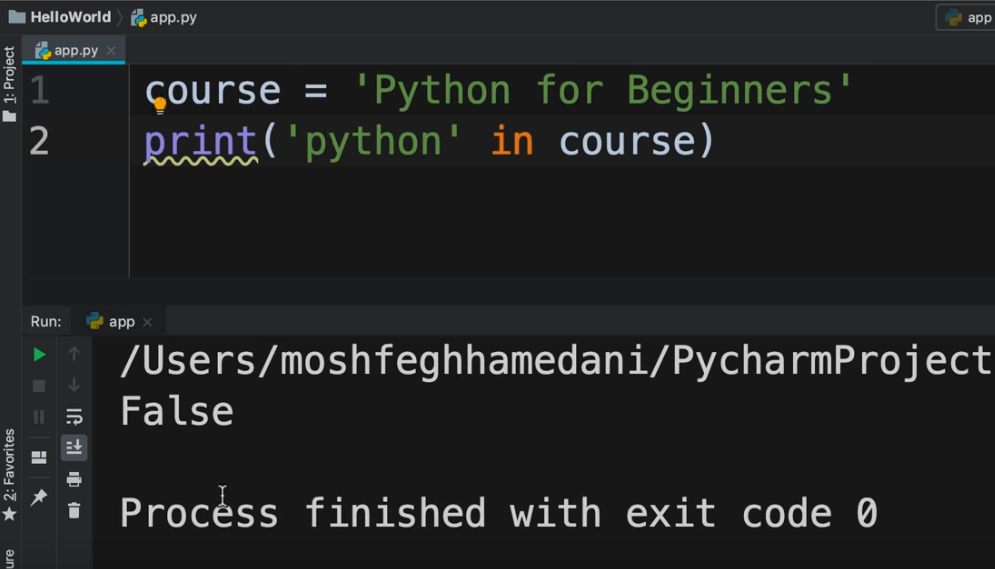 HelloWorld app.py
app
app.py
1: Project
1 course = 'Python for Beginners'
2 print('python' in course)
Run: app
/Users/moshfeghhamedani/PycharmProject
False
Process finished with exit code 0
2: Favorites